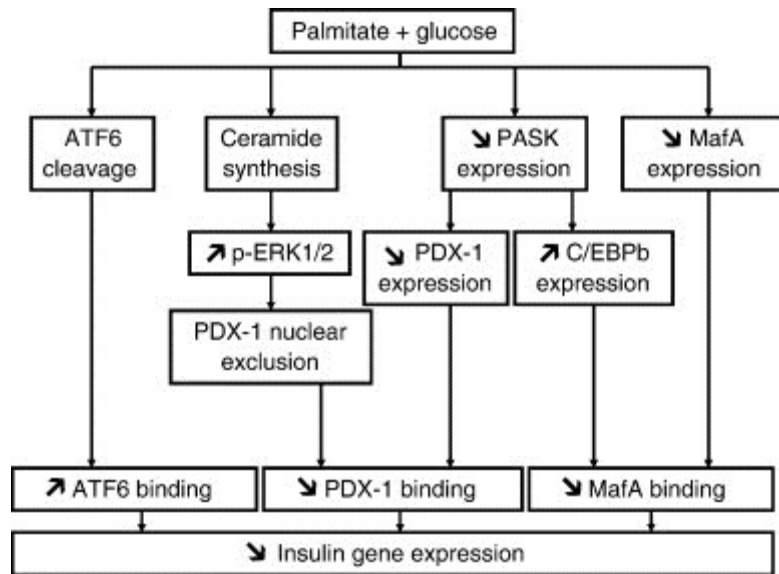 Palmitate + glucose
ATF6
cleavage
Ceramide
synthesis
↘ PASK
expression
↘ MafA
expression
↗ p-ERK1/2
↘ PDX-1
expression
↗ C/EBPb
expression
PDX-1 nuclear
exclusion
↗ ATF6 binding
↘ PDX-1 binding
↘ MafA binding
↘ Insulin gene expression